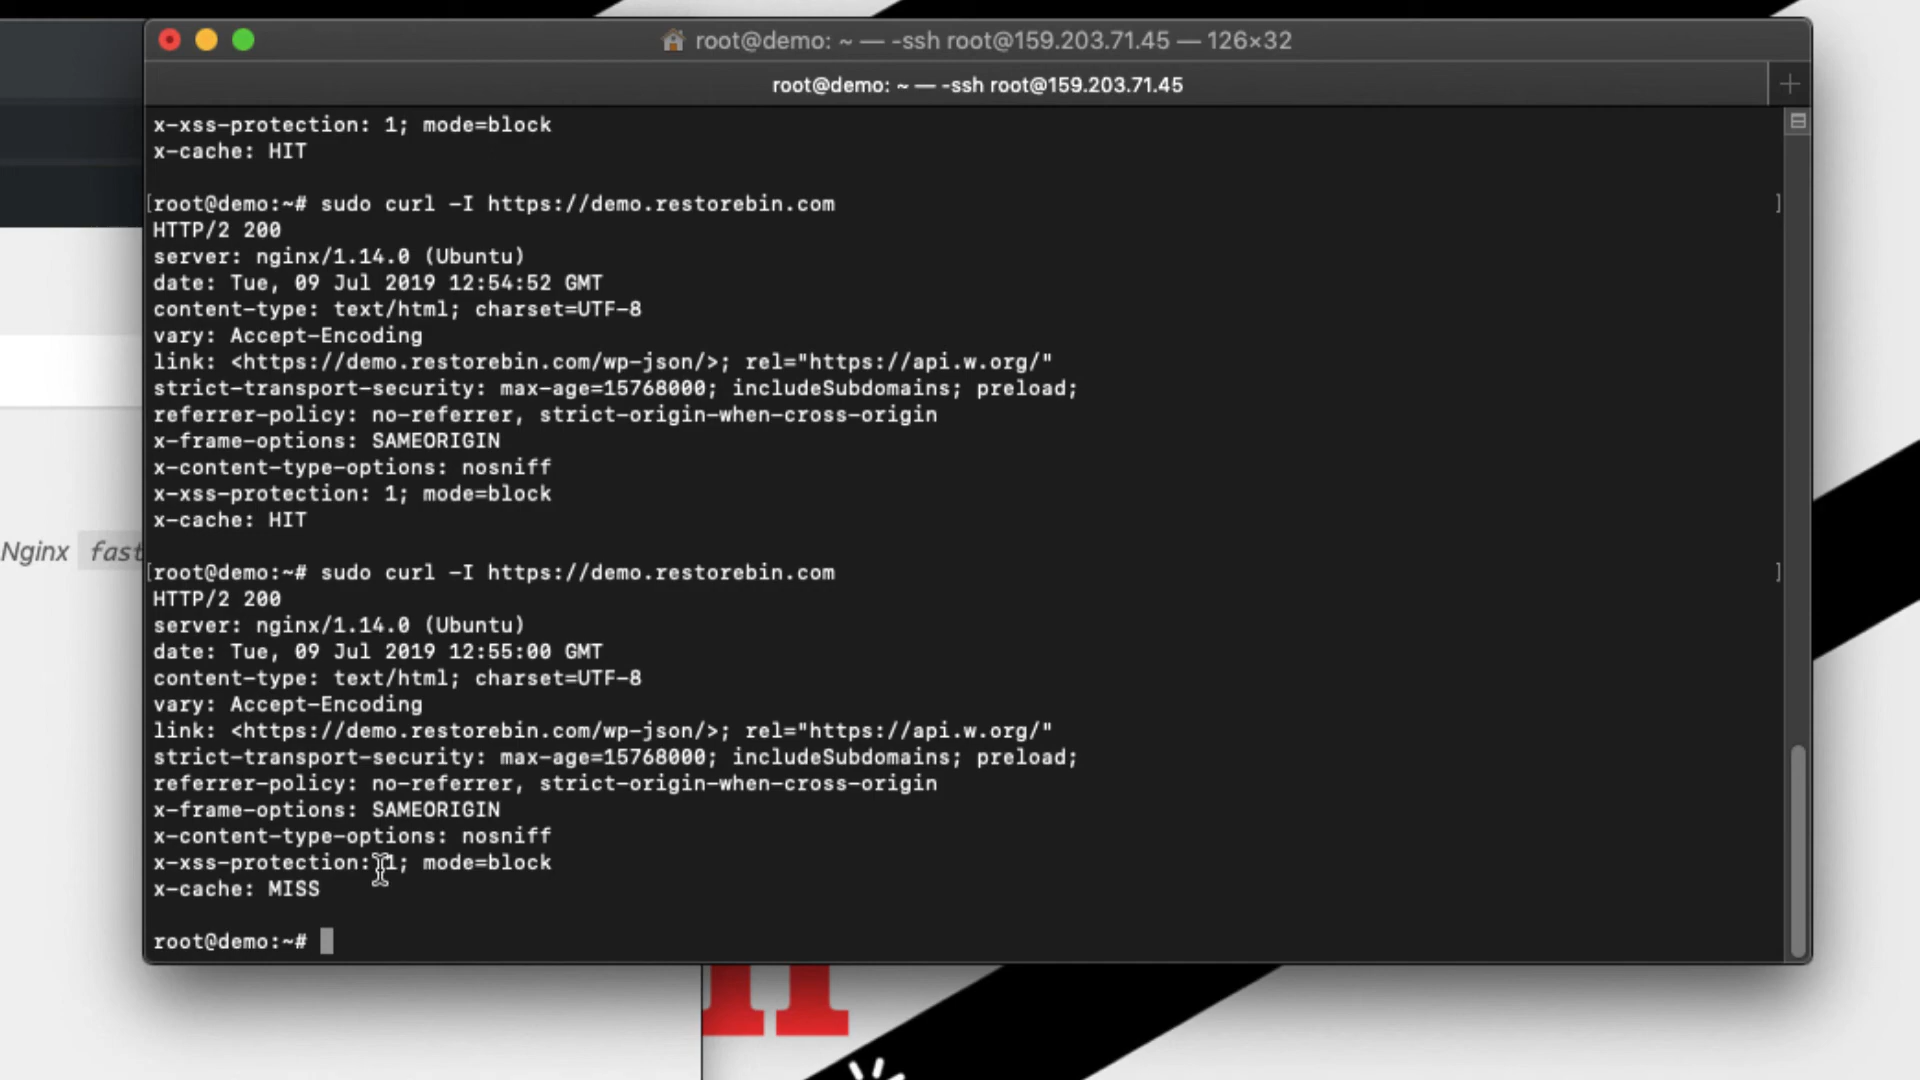 root@demo: ~ — -ssh root@159.203.71.45 — 126×32
root@demo: ~ — -ssh root@159.203.71.45
x-xss-protection: 1; mode=block
x-cache: HIT
[root@demo:~# sudo curl -I https://demo.restorebin.com ]
HTTP/2 200
server: nginx/1.14.0 (Ubuntu)
date: Tue, 09 Jul 2019 12:54:52 GMT
content-type: text/html; charset=UTF-8
vary: Accept-Encoding
link: <https://demo.restorebin.com/wp-json/>; rel="https://api.w.org/"
strict-transport-security: max-age=15768000; includeSubdomains; preload;
referrer-policy: no-referrer, strict-origin-when-cross-origin
x-frame-options: SAMEORIGIN
x-content-type-options: nosniff
x-xss-protection: 1; mode=block
x-cache: HIT
Nginx fast
[root@demo:~# sudo curl -I https://demo.restorebin.com ]
HTTP/2 200
server: nginx/1.14.0 (Ubuntu)
date: Tue, 09 Jul 2019 12:55:00 GMT
content-type: text/html; charset=UTF-8
vary: Accept-Encoding
link: <https://demo.restorebin.com/wp-json/>; rel="https://api.w.org/"
strict-transport-security: max-age=15768000; includeSubdomains; preload;
referrer-policy: no-referrer, strict-origin-when-cross-origin
x-frame-options: SAMEORIGIN
x-content-type-options: nosniff
x-xss-protection: 1; mode=block
x-cache: MISS
root@demo:~#